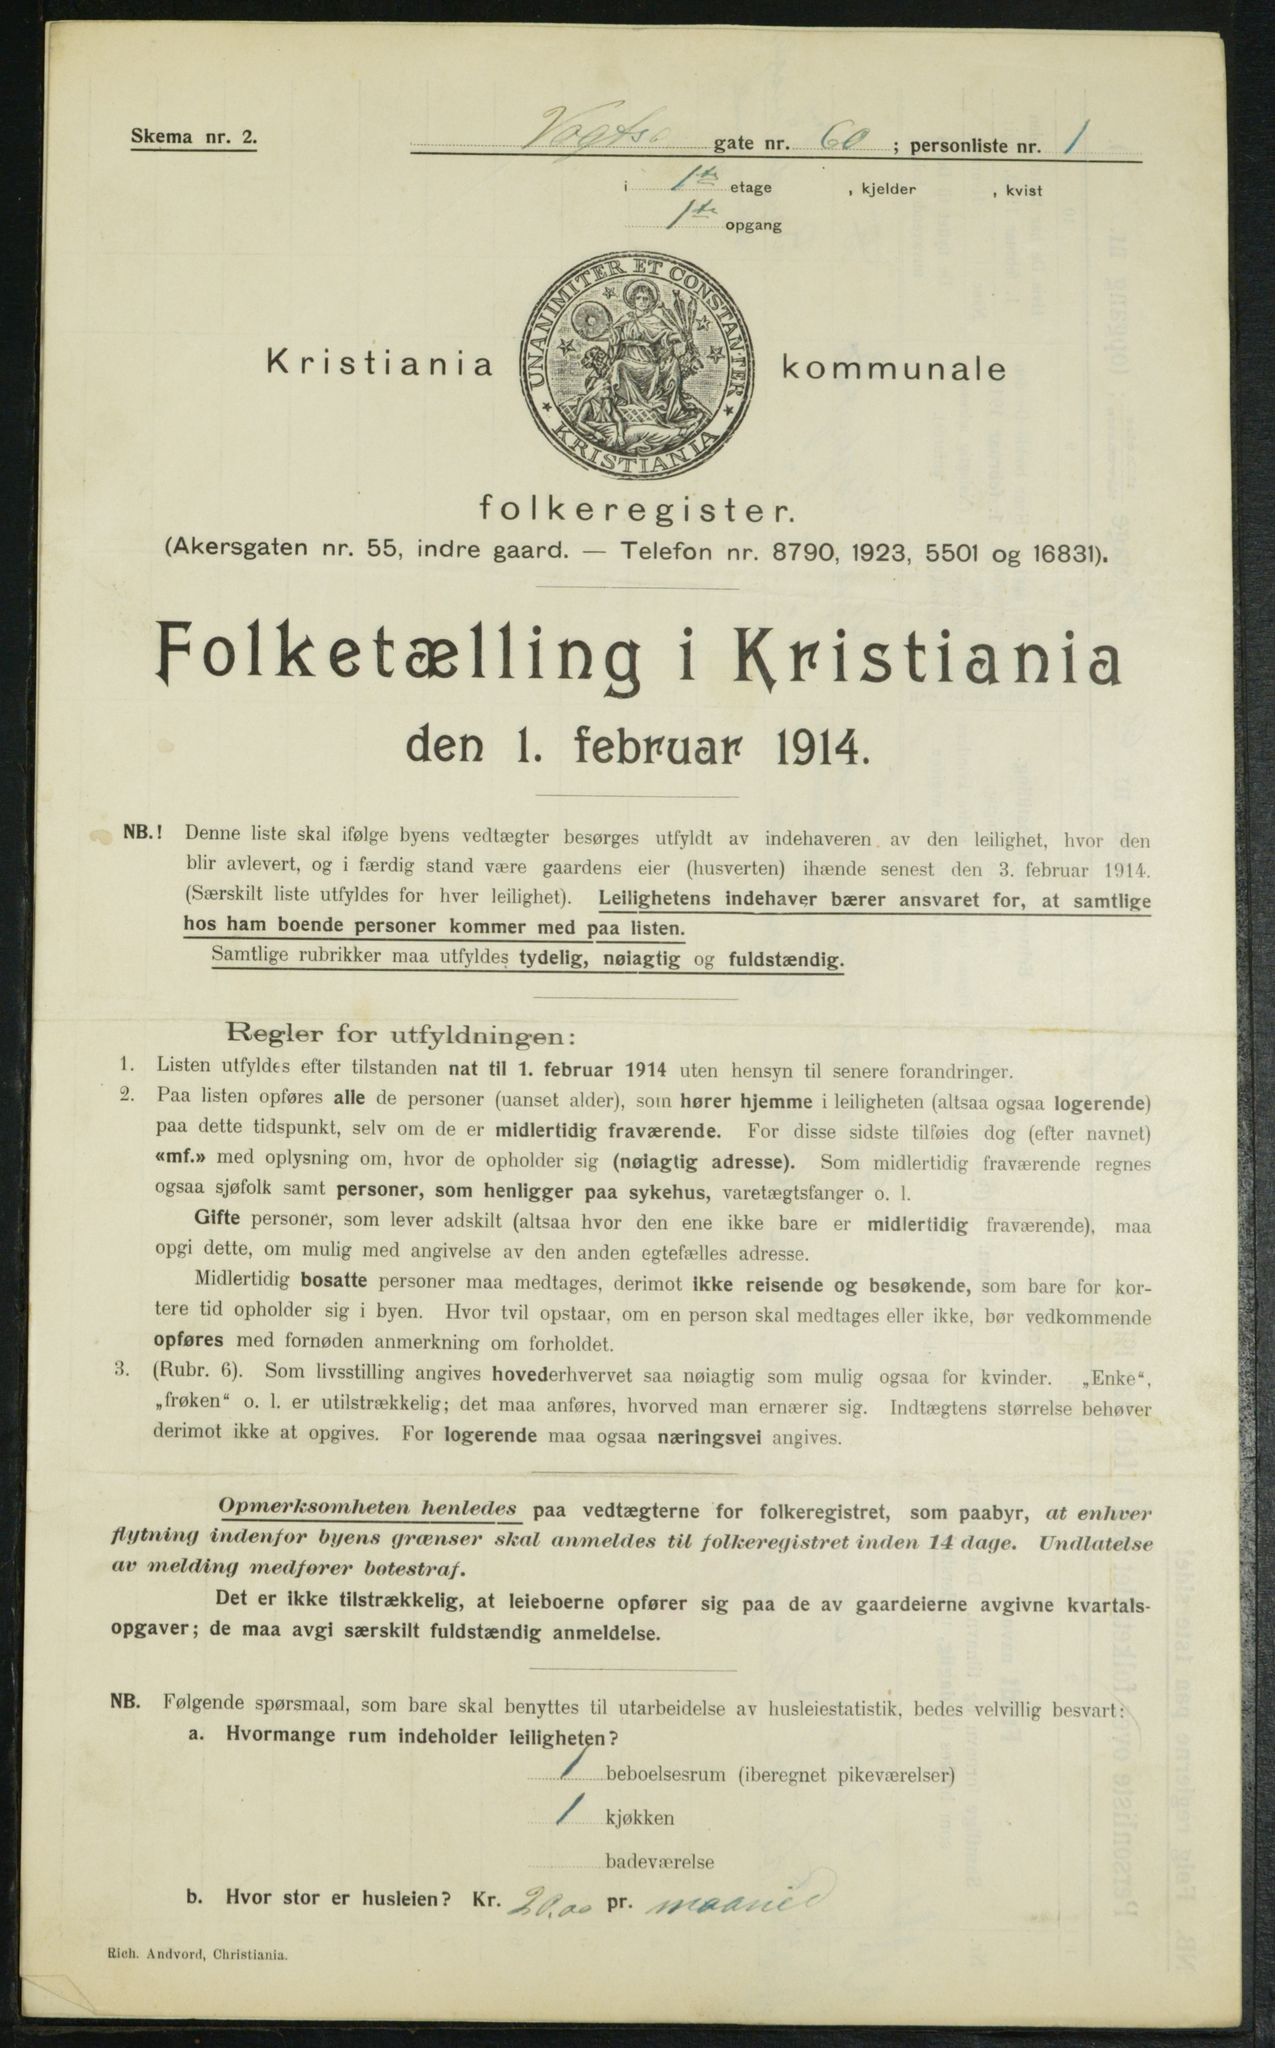 Skema nr. 2.
Vogts gate nr. 60 ; personliste nr. 1
i 1ste etage , kjelder , kvist
1ste opgang
UNANIMITER ET CONSTANTER
KRISTIANIA
Kristiania kommunale
folkeregister.
(Akersgaten nr. 55, indre gaard. — Telefon nr. 8790, 1923, 5501 og 16831).
Folketælling i Kristiania
den 1. februar 1914.
NB.! Denne liste skal ifølge byens vedtægter besørges utfyldt av indehaveren av den leilighet, hvor den
blir avlevert, og i færdig stand være gaardens eier (husverten) ihænde senest den 3. februar 1914.
(Særskilt liste utfyldes for hver leilighet). Leilighetens indehaver bærer ansvaret for, at samtlige
hos ham boende personer kommer med paa listen.
Samtlige rubrikker maa utfyldes tydelig, nøiagtig og fuldstændig.
Regler for utfyldningen:
1. Listen utfyldes efter tilstanden nat til 1. februar 1914 uten hensyn til senere forandringer.
2. Paa listen opføres alle de personer (uanset alder), som hører hjemme i leiligheten (altsaa ogsaa logerende)
paa dette tidspunkt, selv om de er midlertidig fraværende. For disse sidste tilføies dog (efter navnet)
«mf.» med oplysning om, hvor de opholder sig (nøiagtig adresse). Som midlertidig fraværende regnes
ogsaa sjøfolk samt personer, som henligger paa sykehus, varetægtsfanger o. l.
Gifte personer, som lever adskilt (altsaa hvor den ene ikke bare er midlertidig fraværende), maa
opgi dette, om mulig med angivelse av den anden egtefælles adresse.
Midlertidig bosatte personer maa medtages, derimot ikke reisende og besøkende, som bare for kor-
tere tid opholder sig i byen. Hvor tvil opstaar, om en person skal medtages eller ikke, bør vedkommende
opføres med fornøden anmerkning om forholdet.
3. (Rubr. 6). Som livsstilling angives hovederhvervet saa nøiagtig som mulig ogsaa for kvinder. „Enke“,
„frøken“ o. l. er utilstrækkelig; det maa anføres, hvorved man ernærer sig. Indtægtens størrelse behøver
derimot ikke at opgives. For logerende maa ogsaa næringsvei angives.
Opmerksomheten henledes paa vedtægterne for folkeregistret, som paabyr, at enhver
flytning indenfor byens grænser skal anmeldes til folkeregistret inden 14 dage. Undlatelse
av melding medfører bøtestraf.
Det er ikke tilstrækkelig, at leieboerne opfører sig paa de av gaardeierne avgivne kvartals-
opgaver; de maa avgi særskilt fuldstændig anmeldelse.
NB. Følgende spørsmaal, som bare skal benyttes til utarbeidelse av husleiestatistik, bedes velvillig besvart:
a. Hvormange rum indeholder leiligheten?
1 beboelsesrum (iberegnet pikeværelser)
1 kjøkken
badeværelse
b. Hvor stor er husleien? Kr. 20.00 pr. maaned
Rich. Andvord, Christiania.